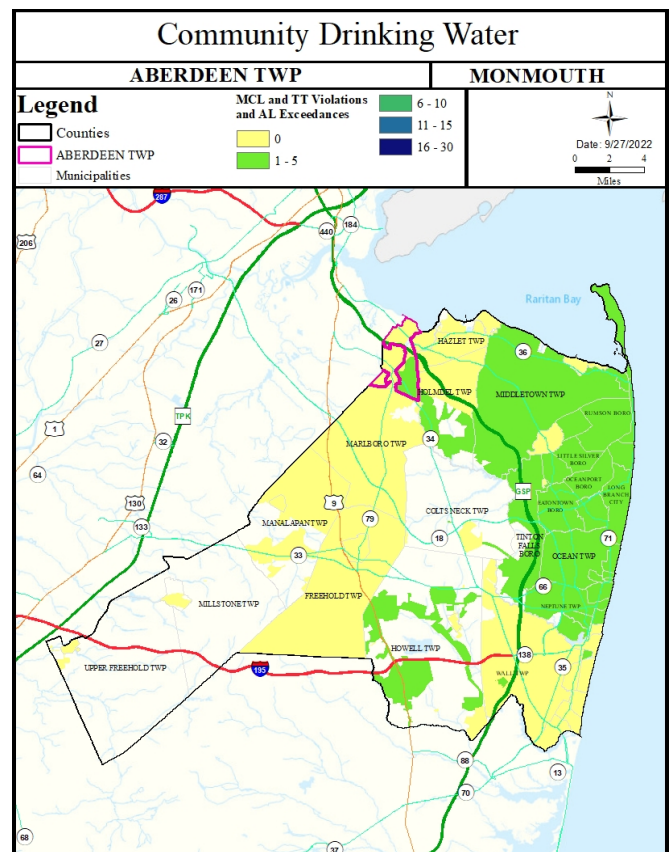 Community Drinking Water
ABERDEEN TWP
MONMOUTH
Legend
Counties
ABERDEEN TWP
Municipalities
MCL and TT Violations
and AL Exceedances
0
1 - 5
6 - 10
11 - 15
16 - 30
N
Date: 9/27/2022
0 2 4
Miles
287
206
440
184
171
26
27
Raritan Bay
HAZLET TWP
36
HOLMDEL TWP
MIDDLETOWN TWP
RUMSON BORO
TPK
1
32
MARLBORO TWP
34
LITTLE SILVER
BORO
OCEANPORT
BORO
64
GSP
LONG
BRANCH
CITY
EATONTOWN
BORO
130
9
133
79
COLTS NECK TWP
MANALAPAN TWP
18
TINTON
FALLS
BORO
71
33
OCEAN TWP
66
MILLSTONE TWP
FREEHOLD TWP
NEPTUNE TWP
HOWELL TWP
138
UPPER FREEHOLD TWP
195
35
WALL TWP
88
13
70
68
37